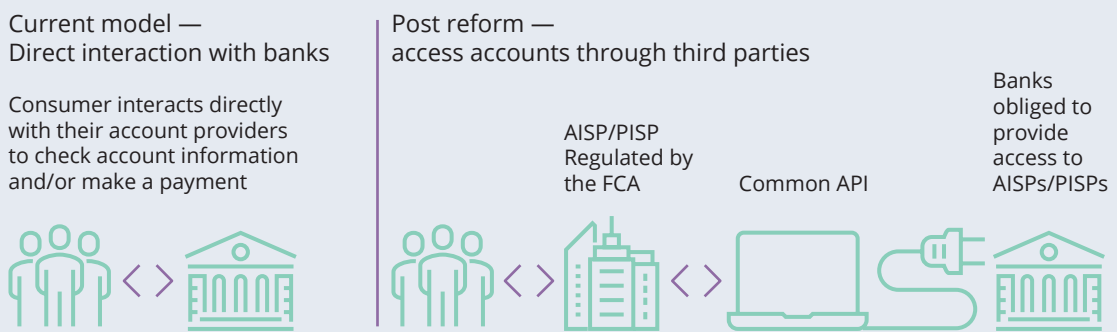 Current model —
Direct interaction with banks
Consumer interacts directly
with their account providers
to check account information
and/or make a payment
Post reform —
access accounts through third parties
AISP/PISP
Regulated by
the FCA
Common API
Banks
obliged to
provide
access to
AISPs/PISPs